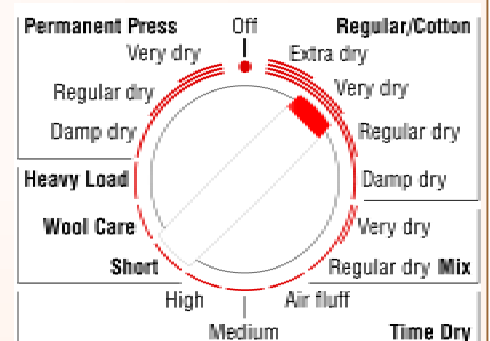 Permanent Press Off Regular/Cotton
Very dry Extra dry
Regular dry Very dry
Damp dry Regular dry
Heavy Load Damp dry
Wool Care Very dry
Short Regular dry Mix
High Air fluff
Medium Time Dry